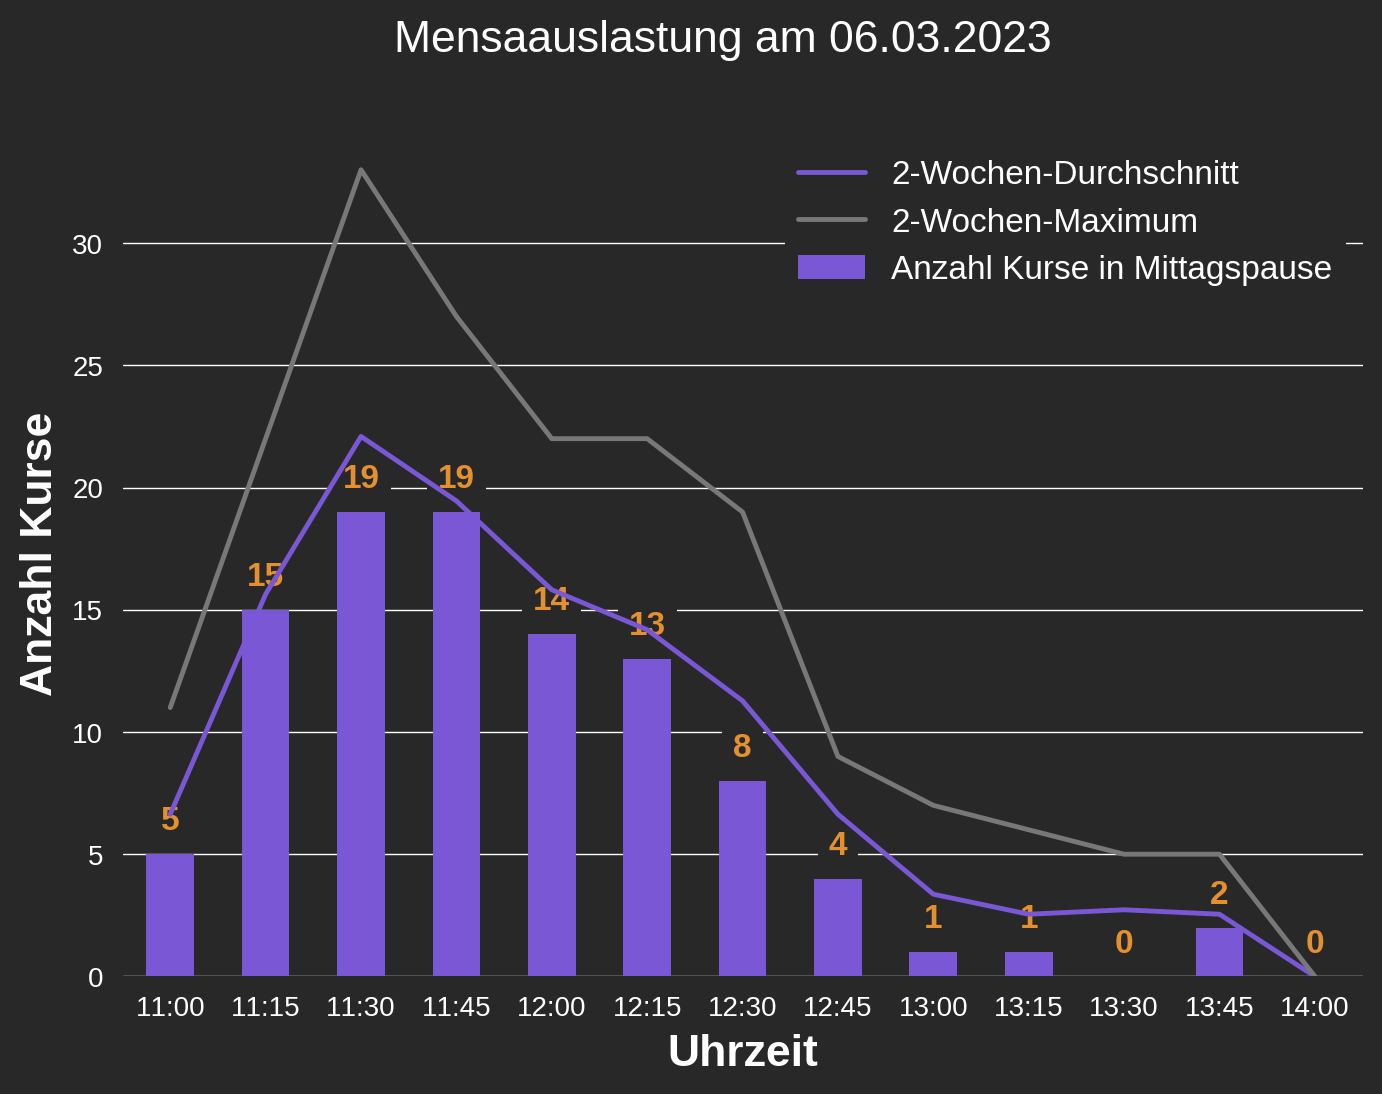 Mensaauslastung am 06.03.2023
2-Wochen-Durchschnitt
2-Wochen-Maximum
Anzahl Kurse in Mittagspause
Anzahl Kurse
30
25
20
15
10
5
0
5
15
19
19
14
13
8
4
1
1
0
2
0
11:00 11:15 11:30 11:45 12:00 12:15 12:30 12:45 13:00 13:15 13:30 13:45 14:00
Uhrzeit